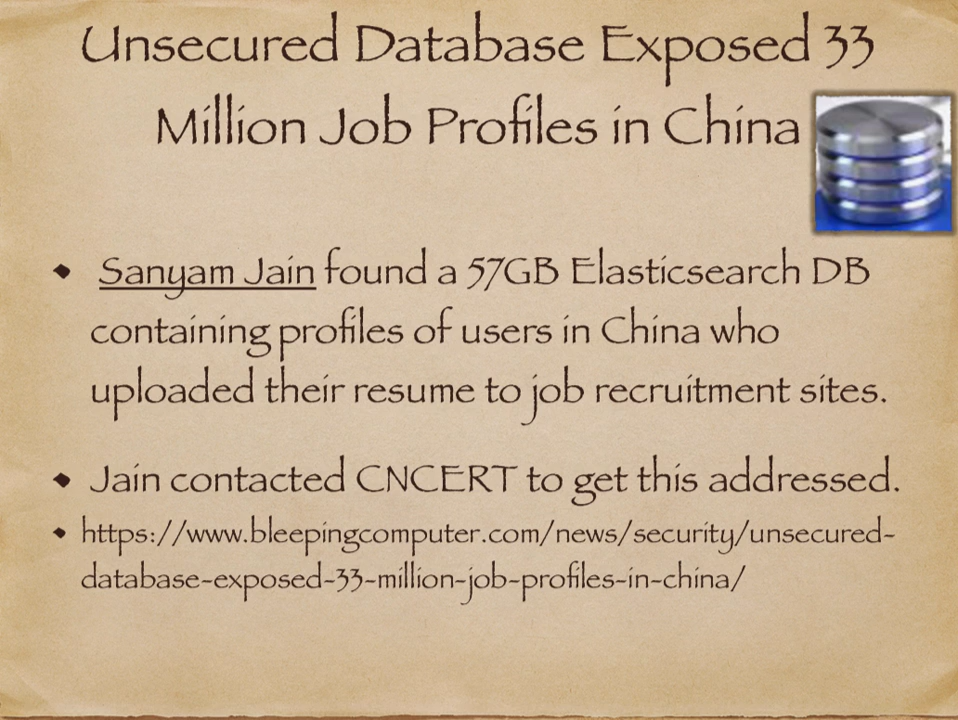 Unsecured Database Exposed 33
Million Job Profiles in China
◆ Sanyam Jain found a 57GB Elasticsearch DB
containing profiles of users in China who
uploaded their resume to job recruitment sites.
◆ Jain contacted CNCERT to get this addressed.
◆ https://www.bleepingcomputer.com/news/security/unsecured-
database-exposed-33-million-job-profiles-in-china/